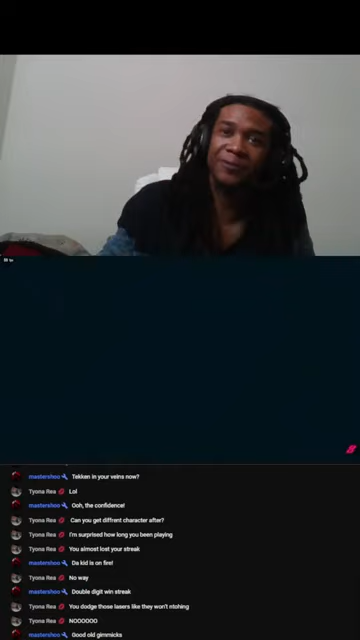 mastershoo Tekken in your veins now?
Tyona Rea Lol
mastershoo Ooh, the confidence!
Tyona Rea Can you get diffrnt character after?
Tyona Rea I'm surprised how long you been playing
Tyona Rea You almost lost your streak
mastershoo Da kid is on fire!
Tyona Rea No way
mastershoo Double digit win streak
Tyona Rea You dodge those lasers like they won't ntohing
Tyona Rea NOOOOOO
mastershoo Good old gimmicks